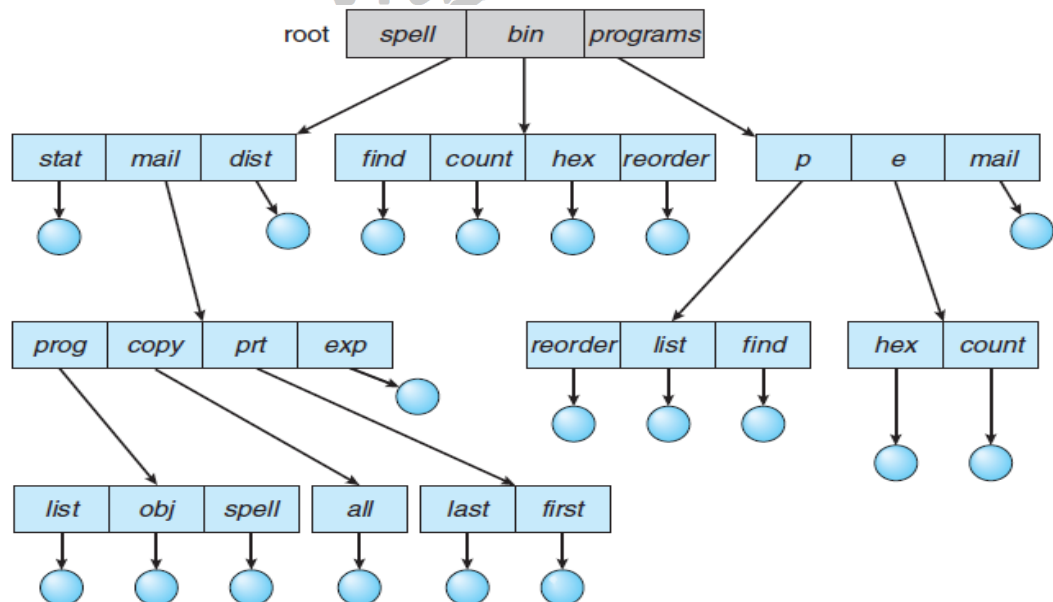 root spell bin programs
stat mail dist find count hex reorder p e mail
prog copy prt exp reorder list find hex count
list obj spell all last first